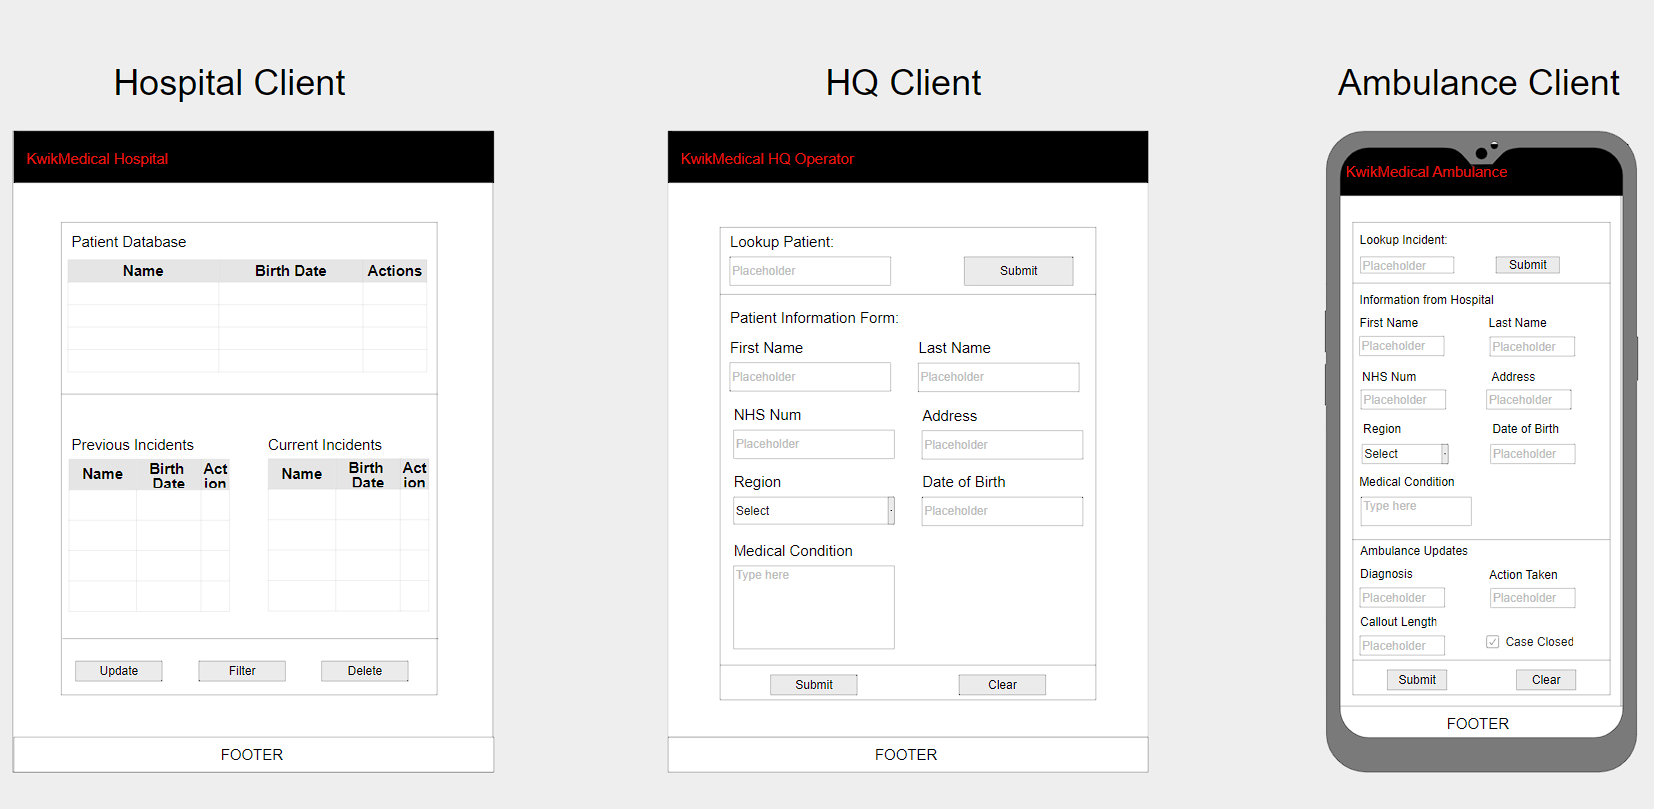 Hospital Client
KwikMedical Hospital
Patient Database
Name Birth Date Actions
Previous Incidents Current Incidents
Name Birth Date Act ion Name Birth Date Act ion
Update Filter Delete
FOOTER
HQ Client
KwikMedical HQ Operator
Lookup Patient:
Placeholder Submit
Patient Information Form:
First Name Last Name
Placeholder Placeholder
NHS Num Address
Placeholder Placeholder
Region Date of Birth
Select Placeholder
Medical Condition
Type here
Submit Clear
FOOTER
Ambulance Client
KwikMedical Ambulance
Lookup Incident:
Placeholder Submit
Information from Hospital
First Name Last Name
Placeholder Placeholder
NHS Num Address
Placeholder Placeholder
Region Date of Birth
Select Placeholder
Medical Condition
Type here
Ambulance Updates
Diagnosis Action Taken
Placeholder Placeholder
Callout Length
Placeholder Case Closed
Submit Clear
FOOTER